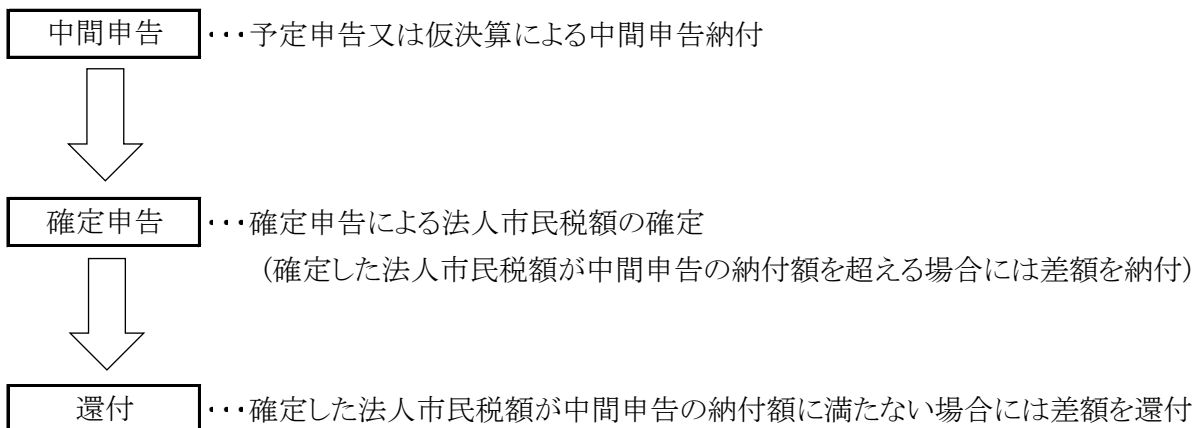 中間申告 ・・・予定申告又は仮決算による中間申告納付
確定申告 ・・・確定申告による法人市民税額の確定
(確定した法人市民税額が中間申告の納付額を超える場合には差額を納付)
還付 ・・・確定した法人市民税額が中間申告の納付額に満たない場合には差額を還付